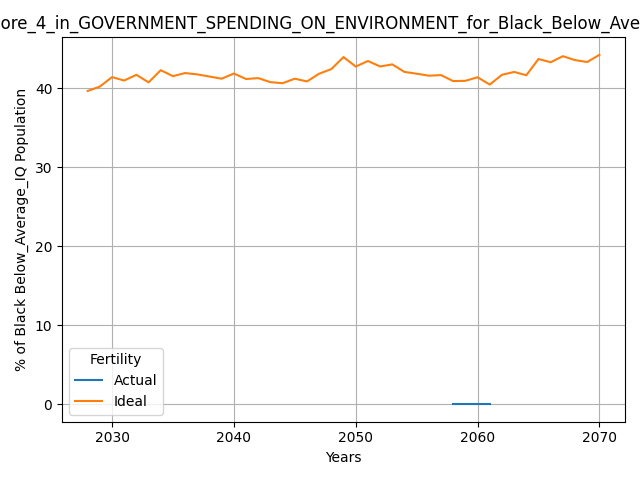 ore_4_in_GOVERNMENT_SPENDING_ON_ENVIRONMENT_for_Black_Below_Ave
% of Black Below_Average_IQ Population
40
30
20
10
0
Fertility
Actual
Ideal
2030 2040 2050 2060 2070
Years